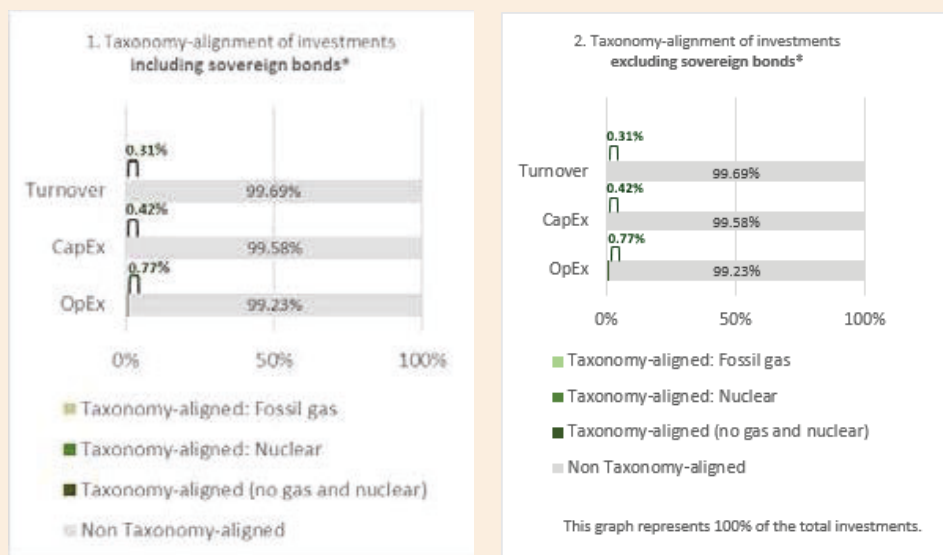 1. Taxonomy-alignment of investments
including sovereign bonds*
0.31%
Turnover
99.69%
0.42%
CapEx
99.58%
0.77%
OpEx
99.23%
0%
50%
100%
Taxonomy-aligned: Fossil gas
Taxonomy-aligned: Nuclear
Taxonomy-aligned (no gas and nuclear)
Non Taxonomy-aligned
2. Taxonomy-alignment of investments
excluding sovereign bonds*
0.31%
Turnover
99.69%
0.42%
CapEx
99.58%
0.77%
OpEx
99.23%
0%
50%
100%
Taxonomy-aligned: Fossil gas
Taxonomy-aligned: Nuclear
Taxonomy-aligned (no gas and nuclear)
Non Taxonomy-aligned
This graph represents 100% of the total investments.